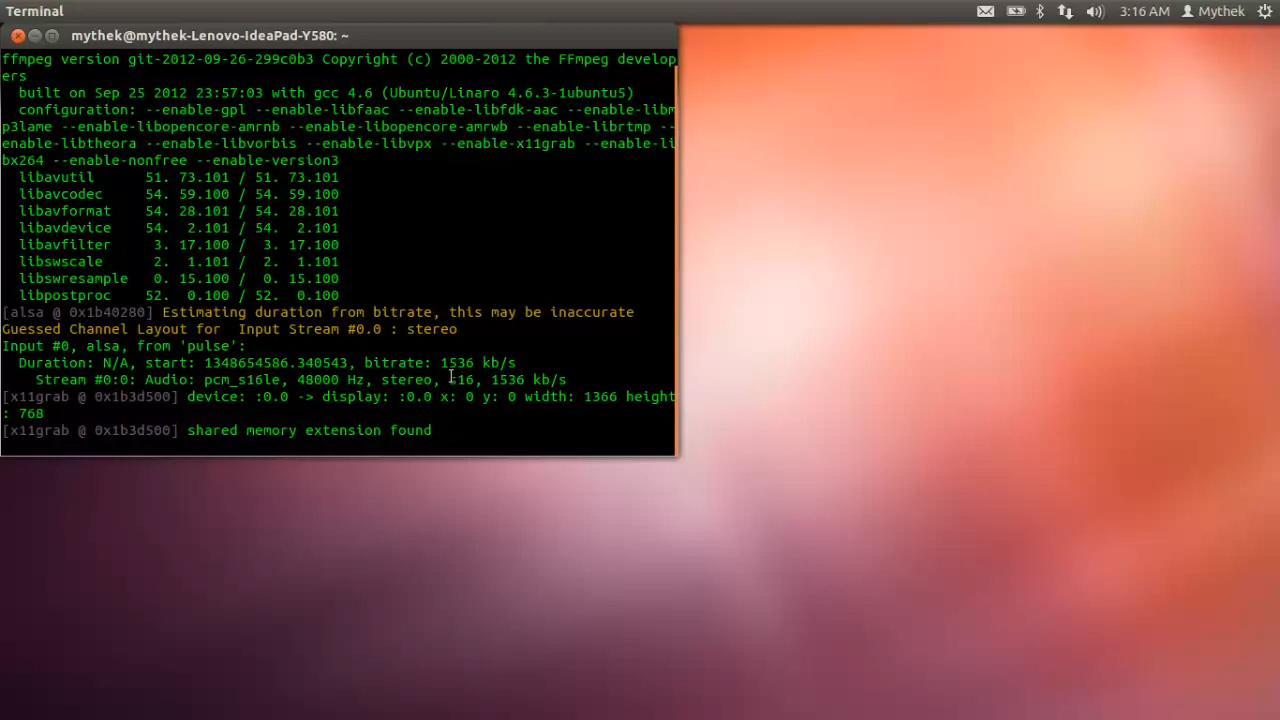 Terminal 3:16 AM Mythek
mythek@mythek-Lenovo-IdeaPad-Y580: ~
ffmpeg version git-2012-09-26-299c0b3 Copyright (c) 2000-2012 the FFmpeg develop
ers
  built on Sep 25 2012 23:57:03 with gcc 4.6 (Ubuntu/Linaro 4.6.3-1ubuntu5)
  configuration: --enable-gpl --enable-libfaac --enable-libfdk-aac --enable-libm
p3lame --enable-libopencore-amrnb --enable-libopencore-amrwb --enable-librtmp --
enable-libtheora --enable-libvorbis --enable-libvpx --enable-x11grab --enable-li
bx264 --enable-nonfree --enable-version3
  libavutil      51. 73.101 / 51. 73.101
  libavcodec     54. 59.100 / 54. 59.100
  libavformat    54. 28.101 / 54. 28.101
  libavdevice    54.  2.101 / 54.  2.101
  libavfilter     3. 17.100 /  3. 17.100
  libswscale      2.  1.101 /  2.  1.101
  libswresample   0. 15.100 /  0. 15.100
  libpostproc    52.  0.100 / 52.  0.100
[alsa @ 0x1b40280] Estimating duration from bitrate, this may be inaccurate
Guessed Channel Layout for  Input Stream #0.0 : stereo
Input #0, alsa, from 'pulse':
  Duration: N/A, start: 1348654586.340543, bitrate: 1536 kb/s
    Stream #0:0: Audio: pcm_s16le, 48000 Hz, stereo, s16, 1536 kb/s
[x11grab @ 0x1b3d500] device: :0.0 -> display: :0.0 x: 0 y: 0 width: 1366 height
: 768
[x11grab @ 0x1b3d500] shared memory extension found